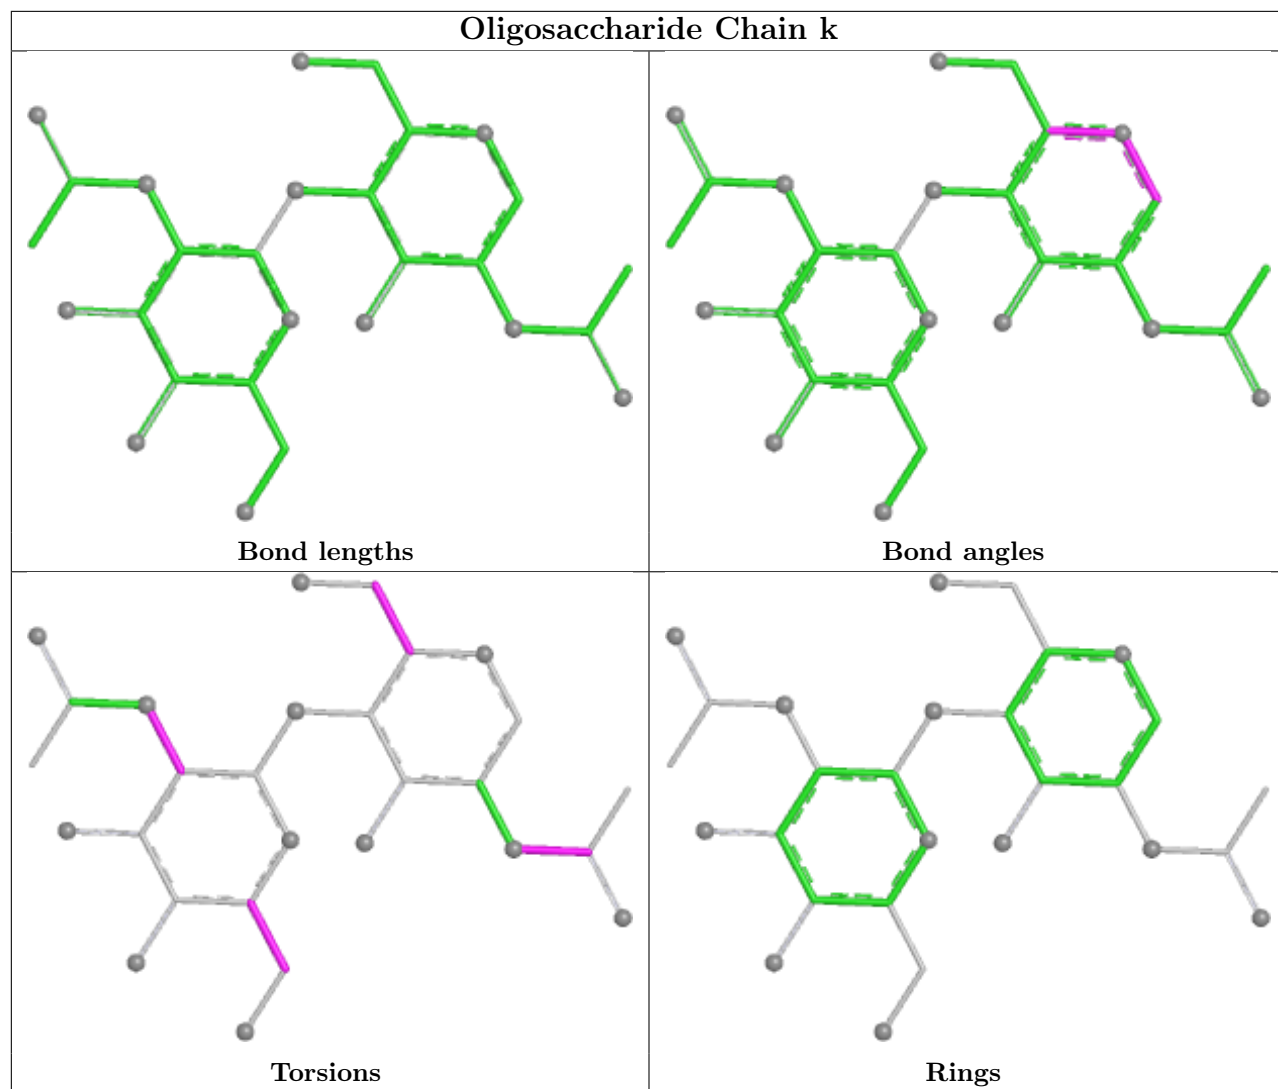 Oligosaccharide Chain k
Bond lengths
Bond angles
Torsions
Rings